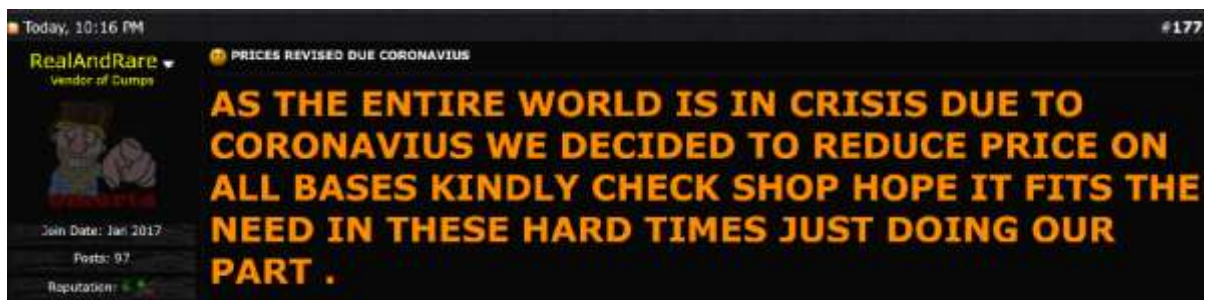 Today, 10:16 PM
#177
RealAndRare
Vendor of Dumps
PRICES REVISED DUE CORONAVIUS
AS THE ENTIRE WORLD IS IN CRISIS DUE TO
CORONAVIUS WE DECIDED TO REDUCE PRICE ON
ALL BASES KINDLY CHECK SHOP HOPE IT FITS THE
NEED IN THESE HARD TIMES JUST DOING OUR
PART .
Join Date: Jan 2017
Posts: 97
Reputation: